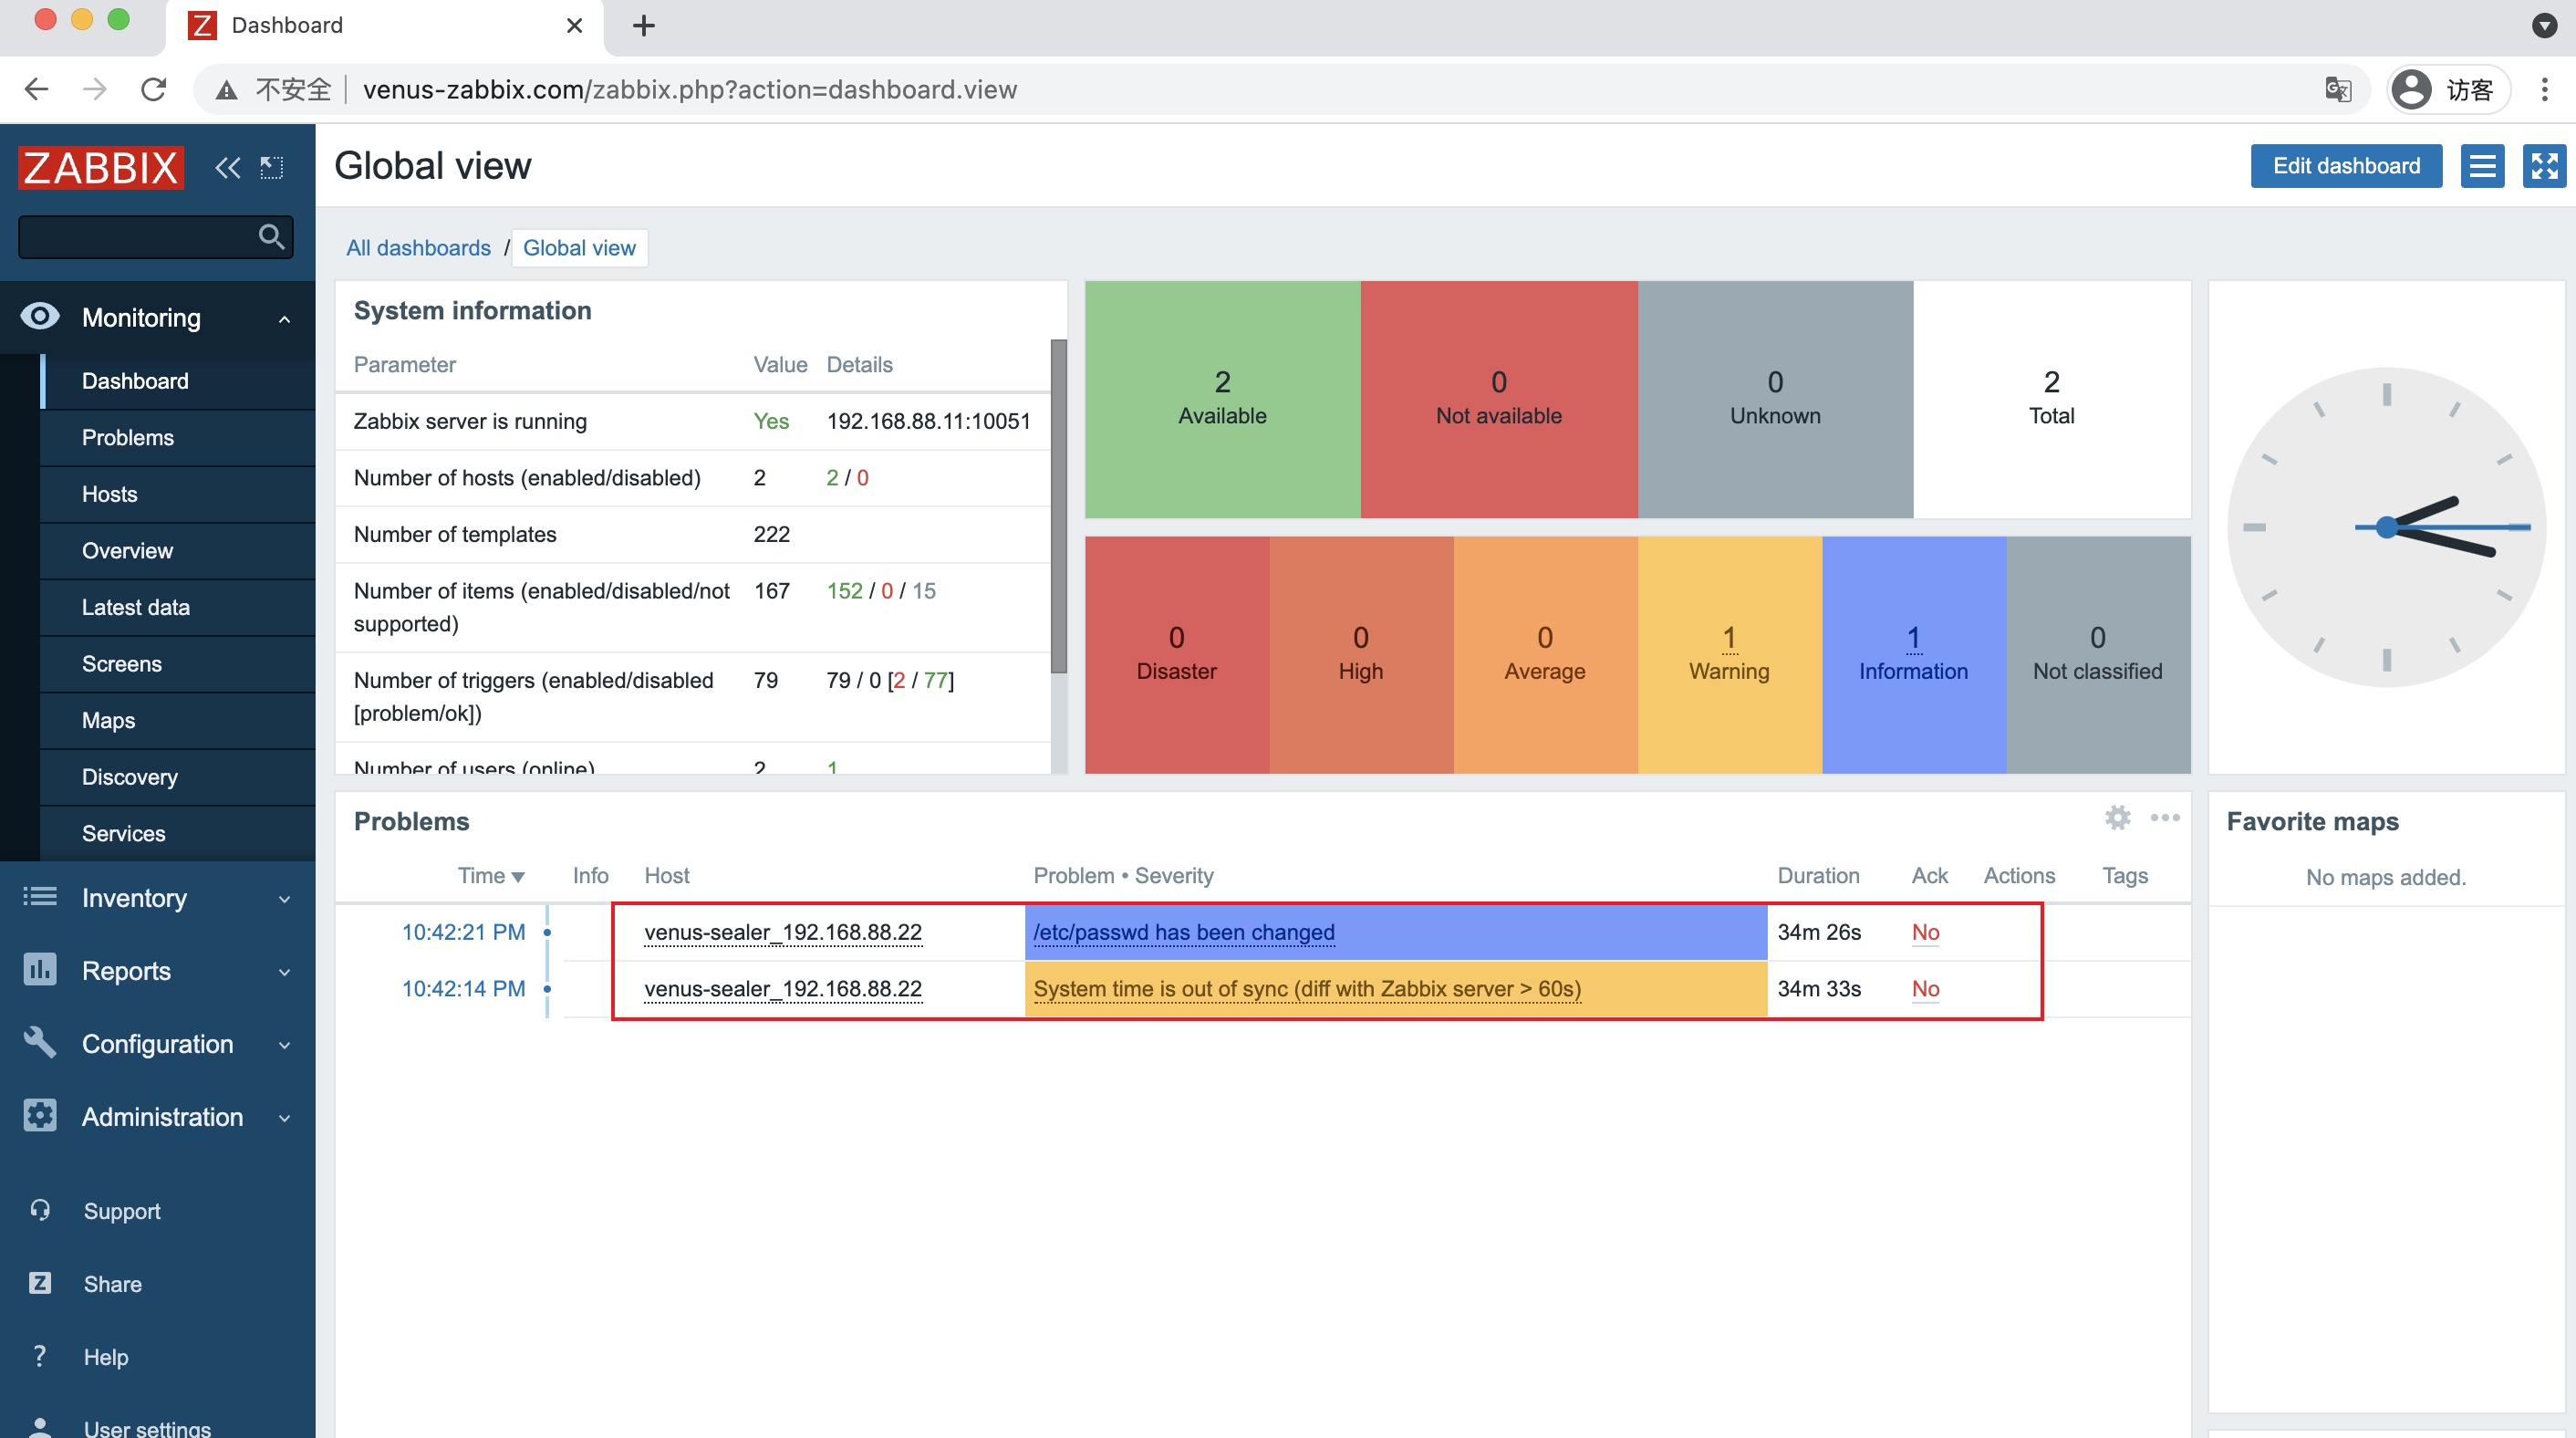 Dashboard
不安全 venus-zabbix.com/zabbix.php?action=dashboard.view 访客
ZABBIX
Global view
Edit dashboard
All dashboards / Global view
Monitoring
Dashboard
Problems
Hosts
Overview
Latest data
Screens
Maps
Discovery
Services
Inventory
Reports
Configuration
Administration
Support
Share
Help
User settings
System information
Parameter Value Details
Zabbix server is running Yes 192.168.88.11:10051
Number of hosts (enabled/disabled) 2 2 / 0
Number of templates 222
Number of items (enabled/disabled/not 167 152 / 0 / 15
supported)
Number of triggers (enabled/disabled 79 79 / 0 [2 / 77]
[problem/ok])
Number of users (online) 2 1
2 0 0 2
Available Not available Unknown Total
0 0 0 1 1 0
Disaster High Average Warning Information Not classified
Problems
Time Info Host Problem • Severity Duration Ack Actions Tags
10:42:21 PM venus-sealer_192.168.88.22 /etc/passwd has been changed 34m 26s No
10:42:14 PM venus-sealer_192.168.88.22 System time is out of sync (diff with Zabbix server > 60s) 34m 33s No
Favorite maps
No maps added.